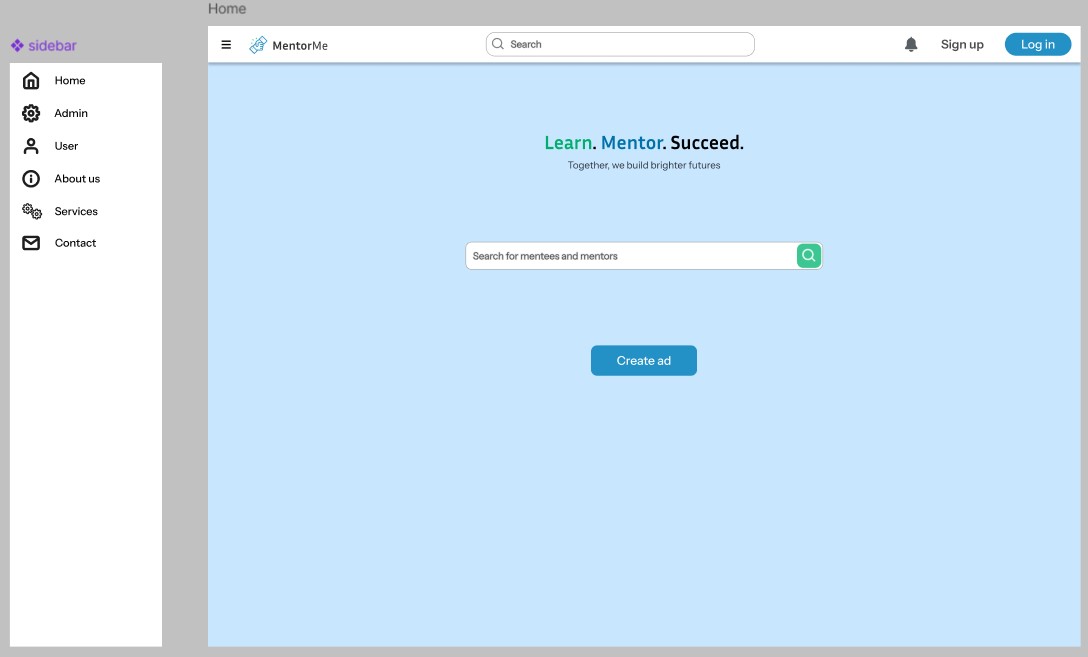 Home
sidebar
Home
Admin
User
About us
Services
Contact
MentorMe
Search
Sign up
Log in
Learn. Mentor. Succeed.
Together, we build brighter futures
Search for mentees and mentors
Create ad